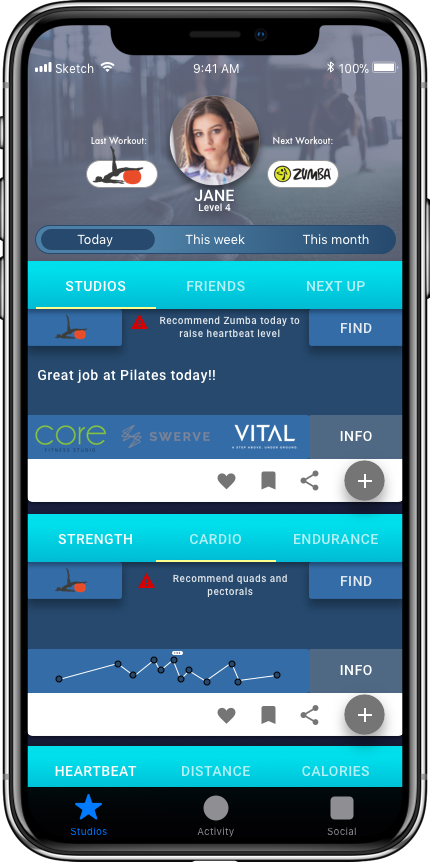 Sketch 9:41 AM 100%
Last Workout: Next Workout:
ZUMBA
JANE
Level 4
Today This week This month
STUDIOS FRIENDS NEXT UP
Recommend Zumba today to
raise heartbeat level
FIND
Great job at Pilates today!!
core SWERVE VITAL INFO
FITNESS STUDIO
A STEP ABOVE, UNDER GROUND.
STRENGTH CARDIO ENDURANCE
Recommend quads and
pectorals
FIND
INFO
HEARTBEAT DISTANCE CALORIES
Studios Activity Social